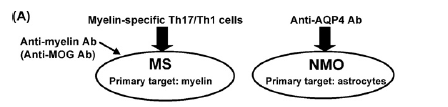 (A)
Myelin-specific Th17/Th1 cells
Anti-AQP4 Ab
Anti-myelin Ab
(Anti-MOG Ab)
MS
Primary target: myelin
NMO
Primary target: astrocytes